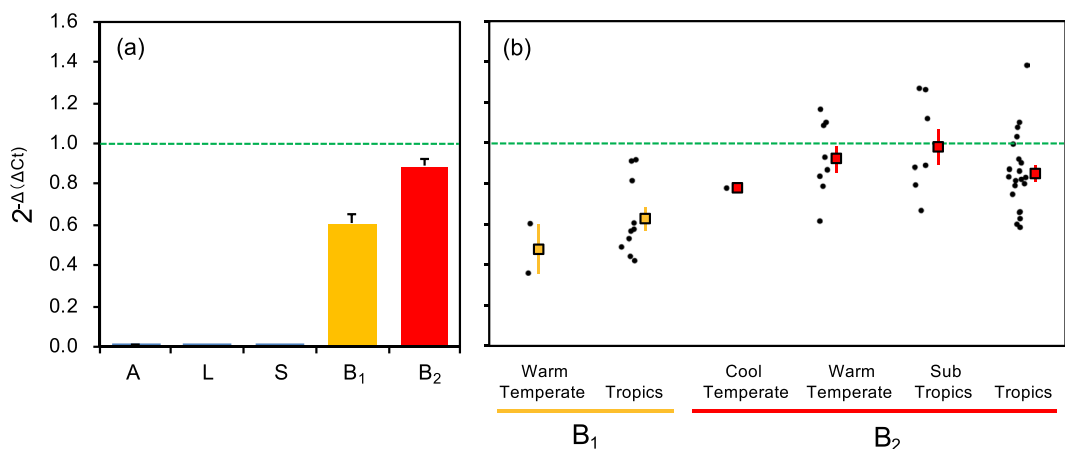 2-Δ(ΔCt)
1.6
1.4
1.2
1.0
0.8
0.6
0.4
0.2
0.0
(a)
A L S B1 B2
(b)
Warm Temperate
Tropics
Cool Temperate
Warm Temperate
Sub Tropics
Tropics
B1
B2